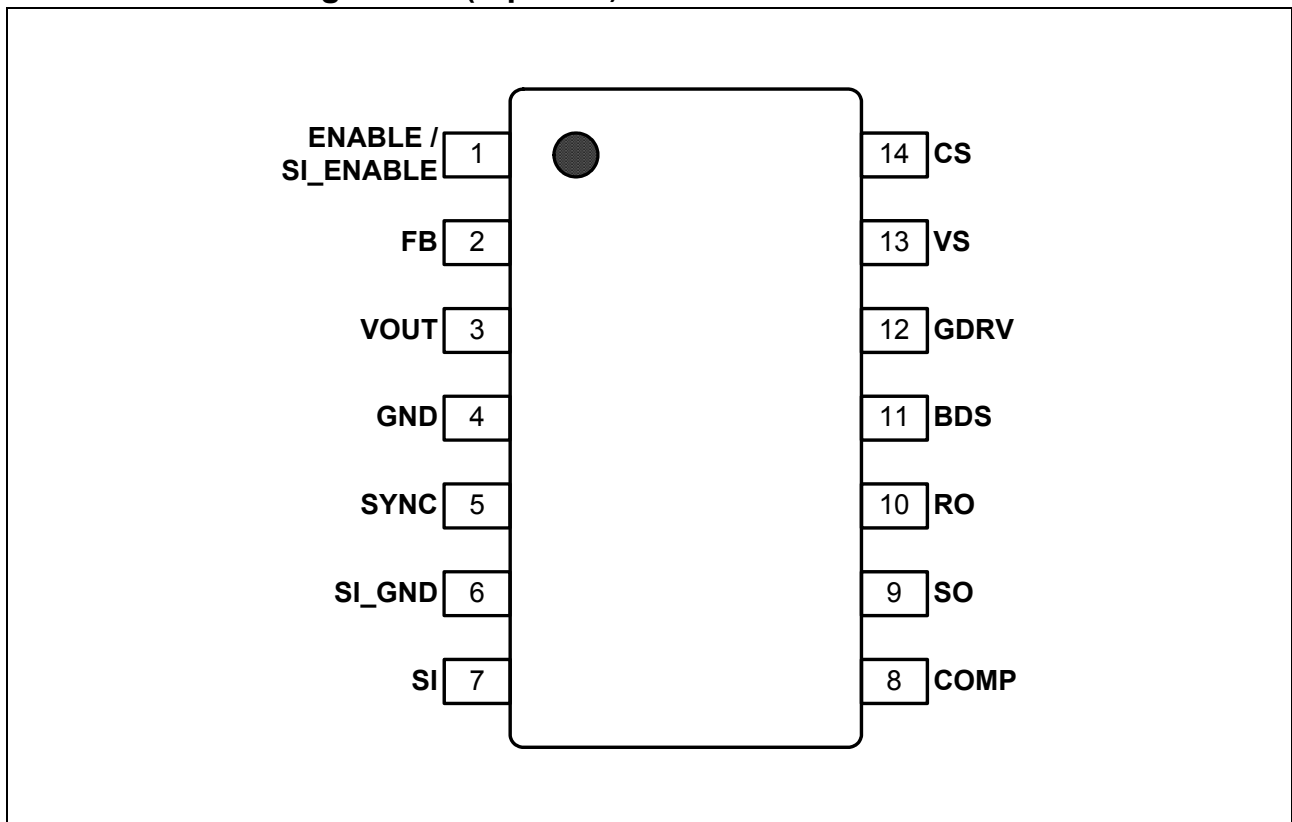 ENABLE /
SI_ENABLE 1
14 CS
FB 2
13 VS
VOUT 3
12 GDRV
GND 4
11 BDS
SYNC 5
10 RO
SI_GND 6
9 SO
SI 7
8 COMP